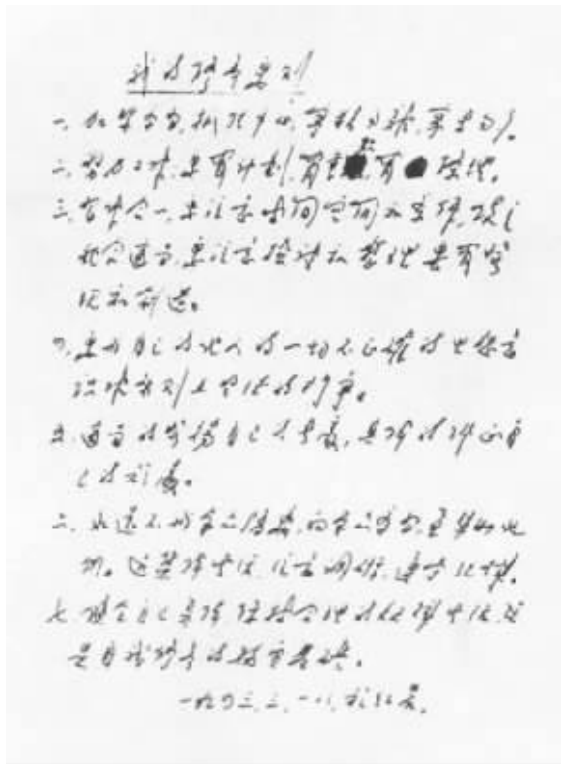 我的修养要则
一、加紧学习,抓住中心,宁精勿杂,宁专勿多。
二、努力工作,要有计划,有重点,有条理。
三、习作合一,要注意时间空间和条件,使之
配合适当,要注意检讨和整理,要有发
现和创造。
四、要与自己的他人的一切不正确的思想意
识作原则上坚决的斗争。
五、适当的发扬自己的长处,具体的纠正自
己的短处。
六、永远不与群众隔离,向群众学习,并帮助他
们。过集体生活,注意调研,遵守纪律。
七、健全自己身体,保持合理的规律生活,这
是自我修养的物质基础。
一九四三、三、一八、于红岩